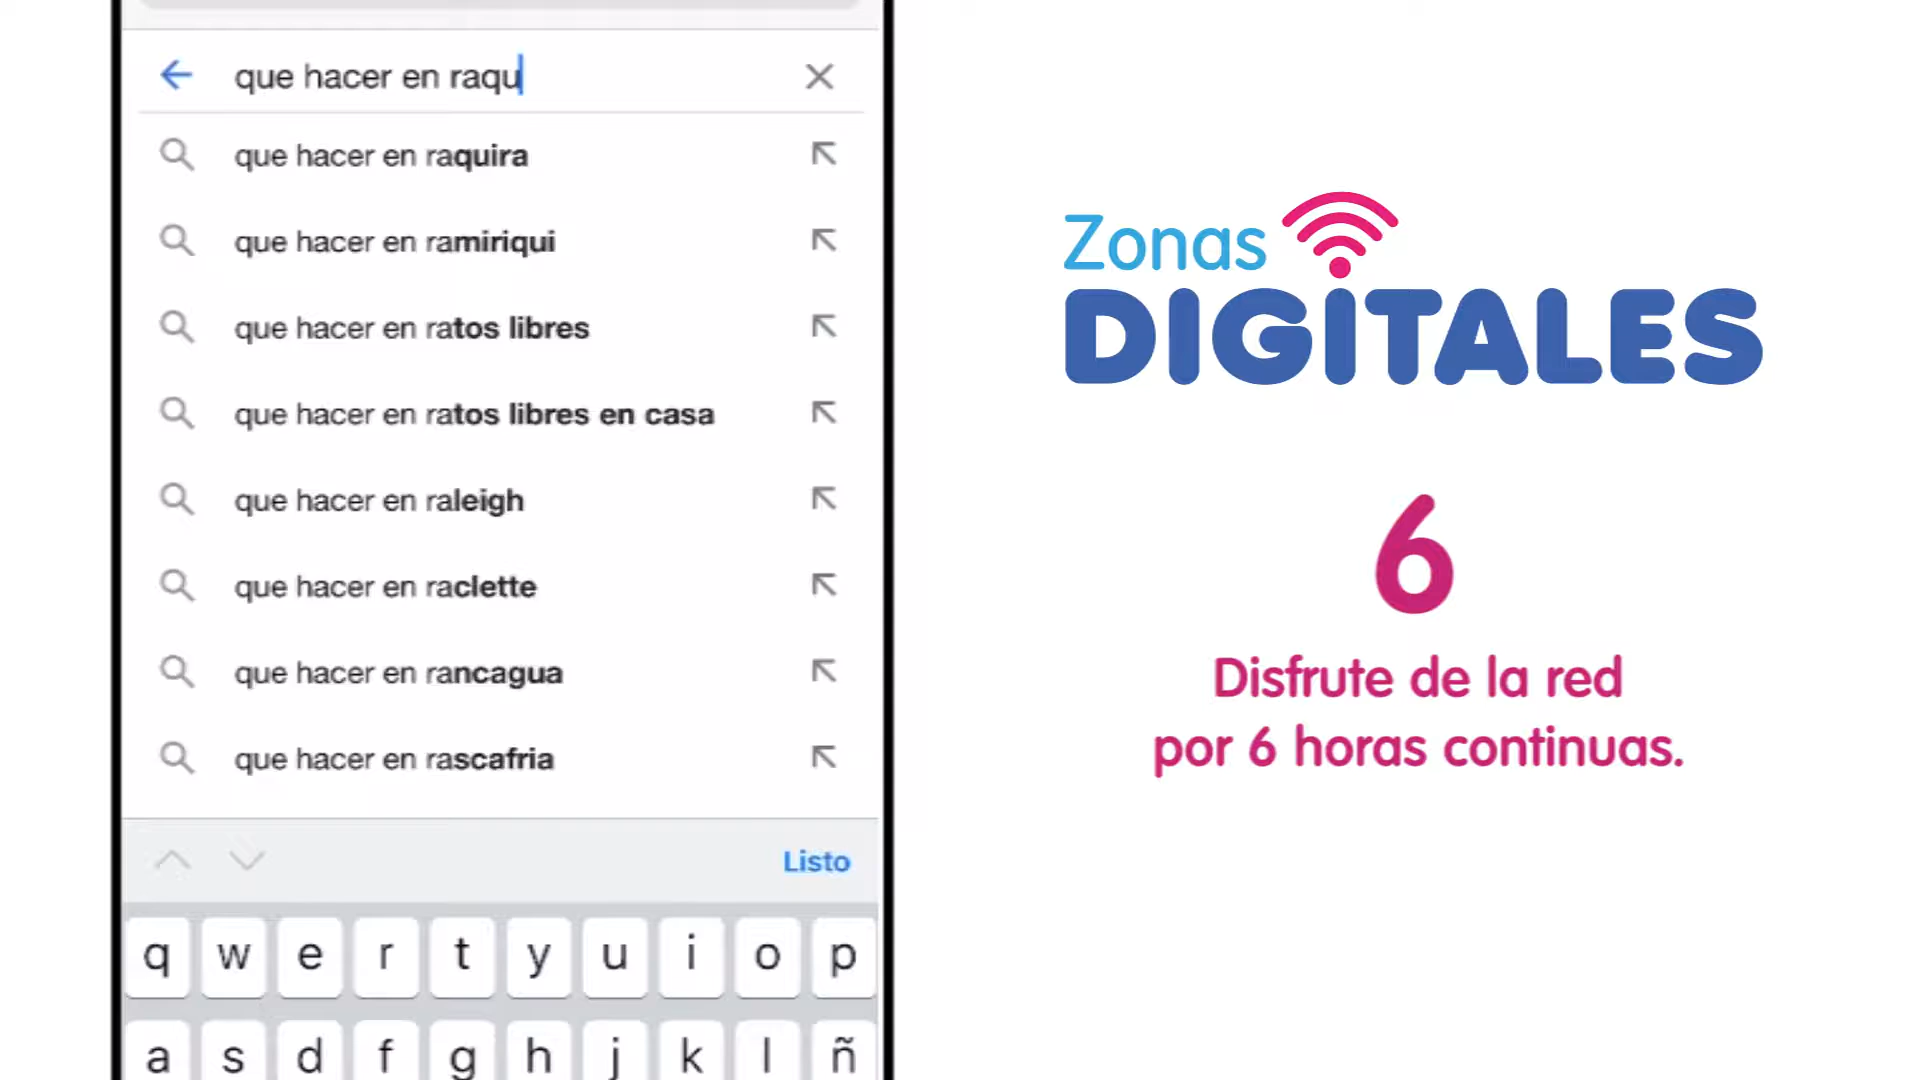 que hacer en raqu
que hacer en raquira
que hacer en ramiriqui
que hacer en ratos libres
que hacer en ratos libres en casa
que hacer en raleigh
que hacer en raclette
que hacer en rancagua
que hacer en rascafria
Listo
q w e r t y u i o p
a s d f g h j k l ñ
Zonas
DIGITALES
6
Disfrute de la red
por 6 horas continuas.